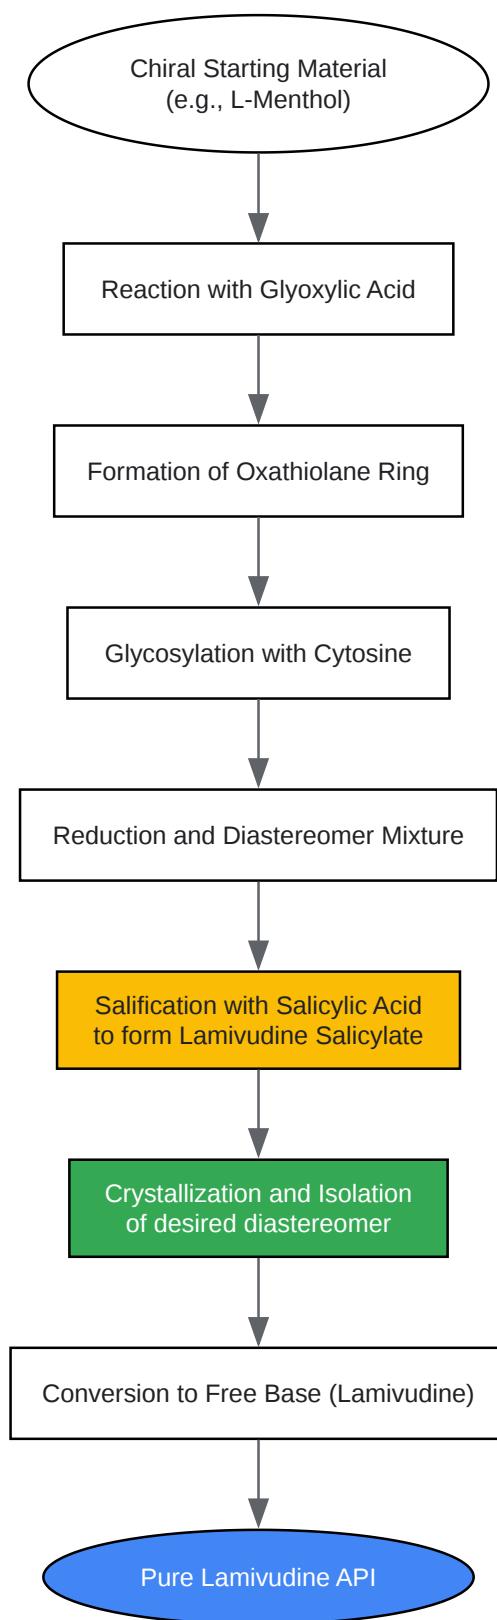 Chiral Starting Material
(e.g., L-Menthol)
Reaction with Glyoxylic Acid
Formation of Oxathiolane Ring
Glycosylation with Cytosine
Reduction and Diastereomer Mixture
Salification with Salicylic Acid
to form Lamivudine Salicylate
Crystallization and Isolation
of desired diastereomer
Conversion to Free Base (Lamivudine)
Pure Lamivudine API